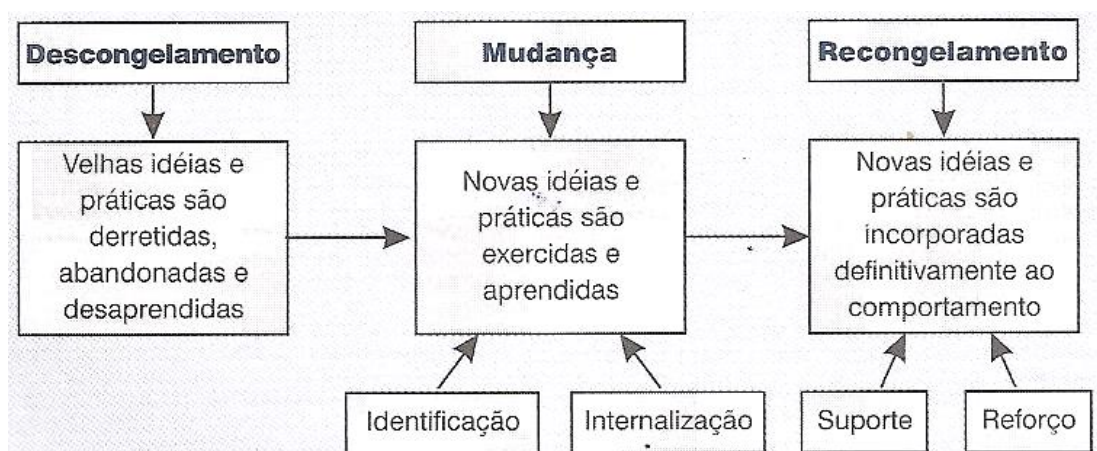 Descongelamento
Mudança
Recongelamento
Velhas idéias e
práticas são
derretidas,
abandonadas e
desaprendidas
Novas idéias e
práticas são
exercidas e
aprendidas
Novas idéias e
práticas são
incorporadas
definitivamente ao
comportamento
Identificação
Internalização
Suporte
Reforço